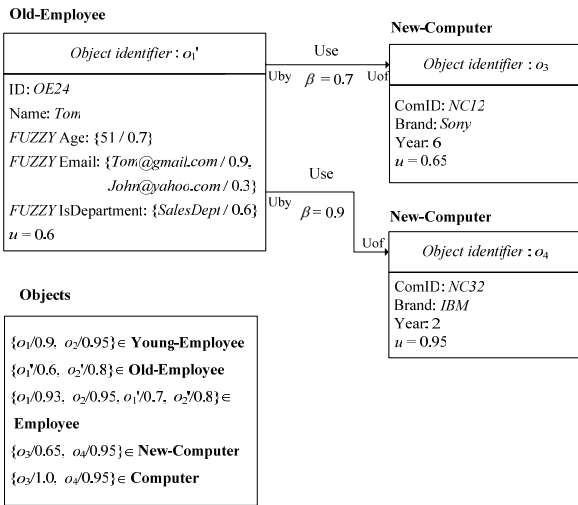 Old-Employee
Object identifier : o₁'
ID: OE24
Name: Tom
FUZZY Age: {51 / 0.7}
FUZZY Email: {Tom@gmail.com / 0.9,
John@yahoo.com / 0.3}
FUZZY IsDepartment: {SalesDept / 0.6}
u = 0.6
Use
Uby β = 0.7 Uof
Use
Uby β = 0.9
Uof
New-Computer
Object identifier : o₃
ComID: NC12
Brand: Sony
Year: 6
u = 0.65
New-Computer
Object identifier : o₄
ComID: NC32
Brand: IBM
Year: 2
u = 0.95
Objects
{o₁/0.9, o₂/0.95}∈ Young-Employee
{o₁'/0.6, o₂'/0.8}∈ Old-Employee
{o₁/0.93, o₂/0.95, o₁'/0.7, o₂'/0.8}∈
Employee
{o₃/0.65, o₄/0.95}∈ New-Computer
{o₃/1.0, o₄/0.95}∈ Computer